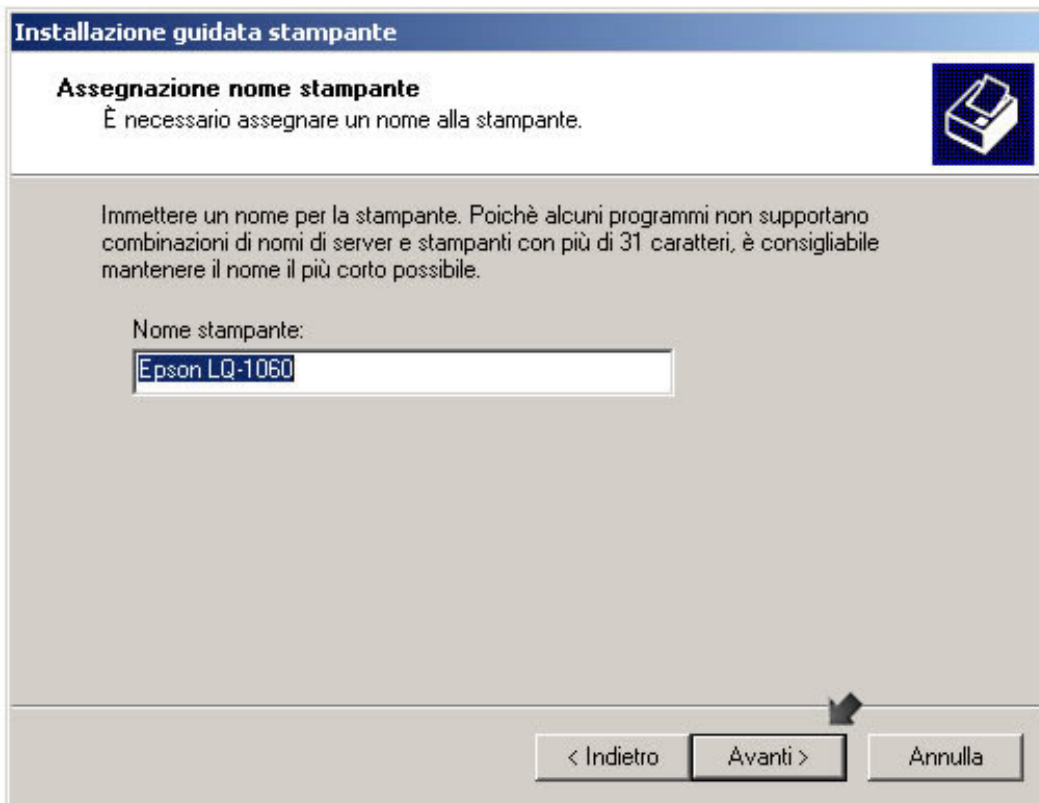 Installazione guidata stampante
Assegnazione nome stampante
È necessario assegnare un nome alla stampante.
Immettere un nome per la stampante. Poichè alcuni programmi non supportano
combinazioni di nomi di server e stampanti con più di 31 caratteri, è consigliabile
mantenere il nome il più corto possibile.
Nome stampante:
Epson LQ-1060
< Indietro
Avanti >
Annulla